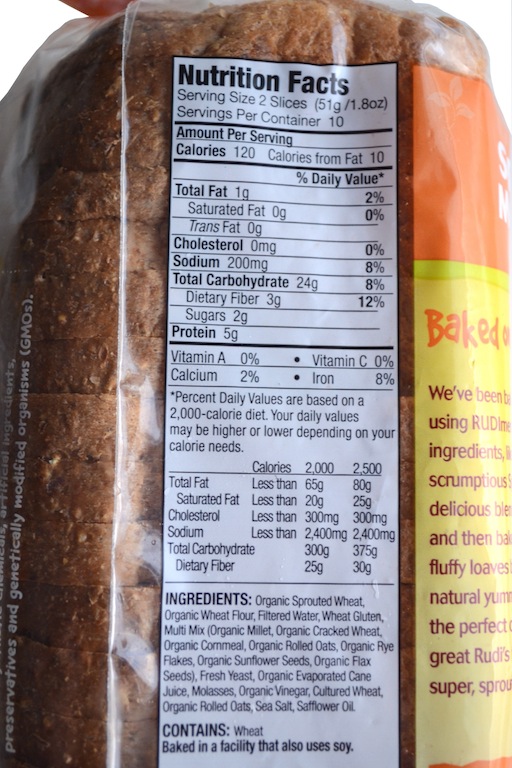 Nutrition Facts
Serving Size 2 Slices (51g/1.8oz)
Servings Per Container 10
Amount Per Serving
Calories 120 Calories from Fat 10
% Daily Value*
Total Fat 1g 2%
Saturated Fat 0g 0%
Trans Fat 0g
Cholesterol 0mg 0%
Sodium 200mg 8%
Total Carbohydrate 24g 8%
Dietary Fiber 3g 12%
Sugars 2g
Protein 5g
Vitamin A 0% • Vitamin C 0%
Calcium 2% • Iron 8%
*Percent Daily Values are based on a
2,000-calorie diet. Your daily values
may be higher or lower depending on your
calorie needs.
Calories 2,000 2,500
Total Fat Less than 65g 80g
Saturated Fat Less than 20g 25g
Cholesterol Less than 300mg 300mg
Sodium Less than 2,400mg 2,400mg
Total Carbohydrate 300g 375g
Dietary Fiber 25g 30g
INGREDIENTS: Organic Sprouted Wheat,
Organic Wheat Flour, Filtered Water, Wheat Gluten,
Multi Mix (Organic Millet, Organic Cracked Wheat,
Organic Cornmeal, Organic Rolled Oats, Organic Rye
Flakes, Organic Sunflower Seeds, Organic Flax
Seeds), Fresh Yeast, Organic Evaporated Cane
Juice, Molasses, Organic Vinegar, Cultured Wheat,
Organic Rolled Oats, Sea Salt, Safflower Oil.
CONTAINS: Wheat
Baked in a facility that also uses soy.
artificial ingredients,
preservatives and genetically modified organisms (GMOs).
Baked
We've been
using
ingredients,
scrumptious
delicious
and then
fluffy loaves
natural
the perfect
great Rudi's
super,